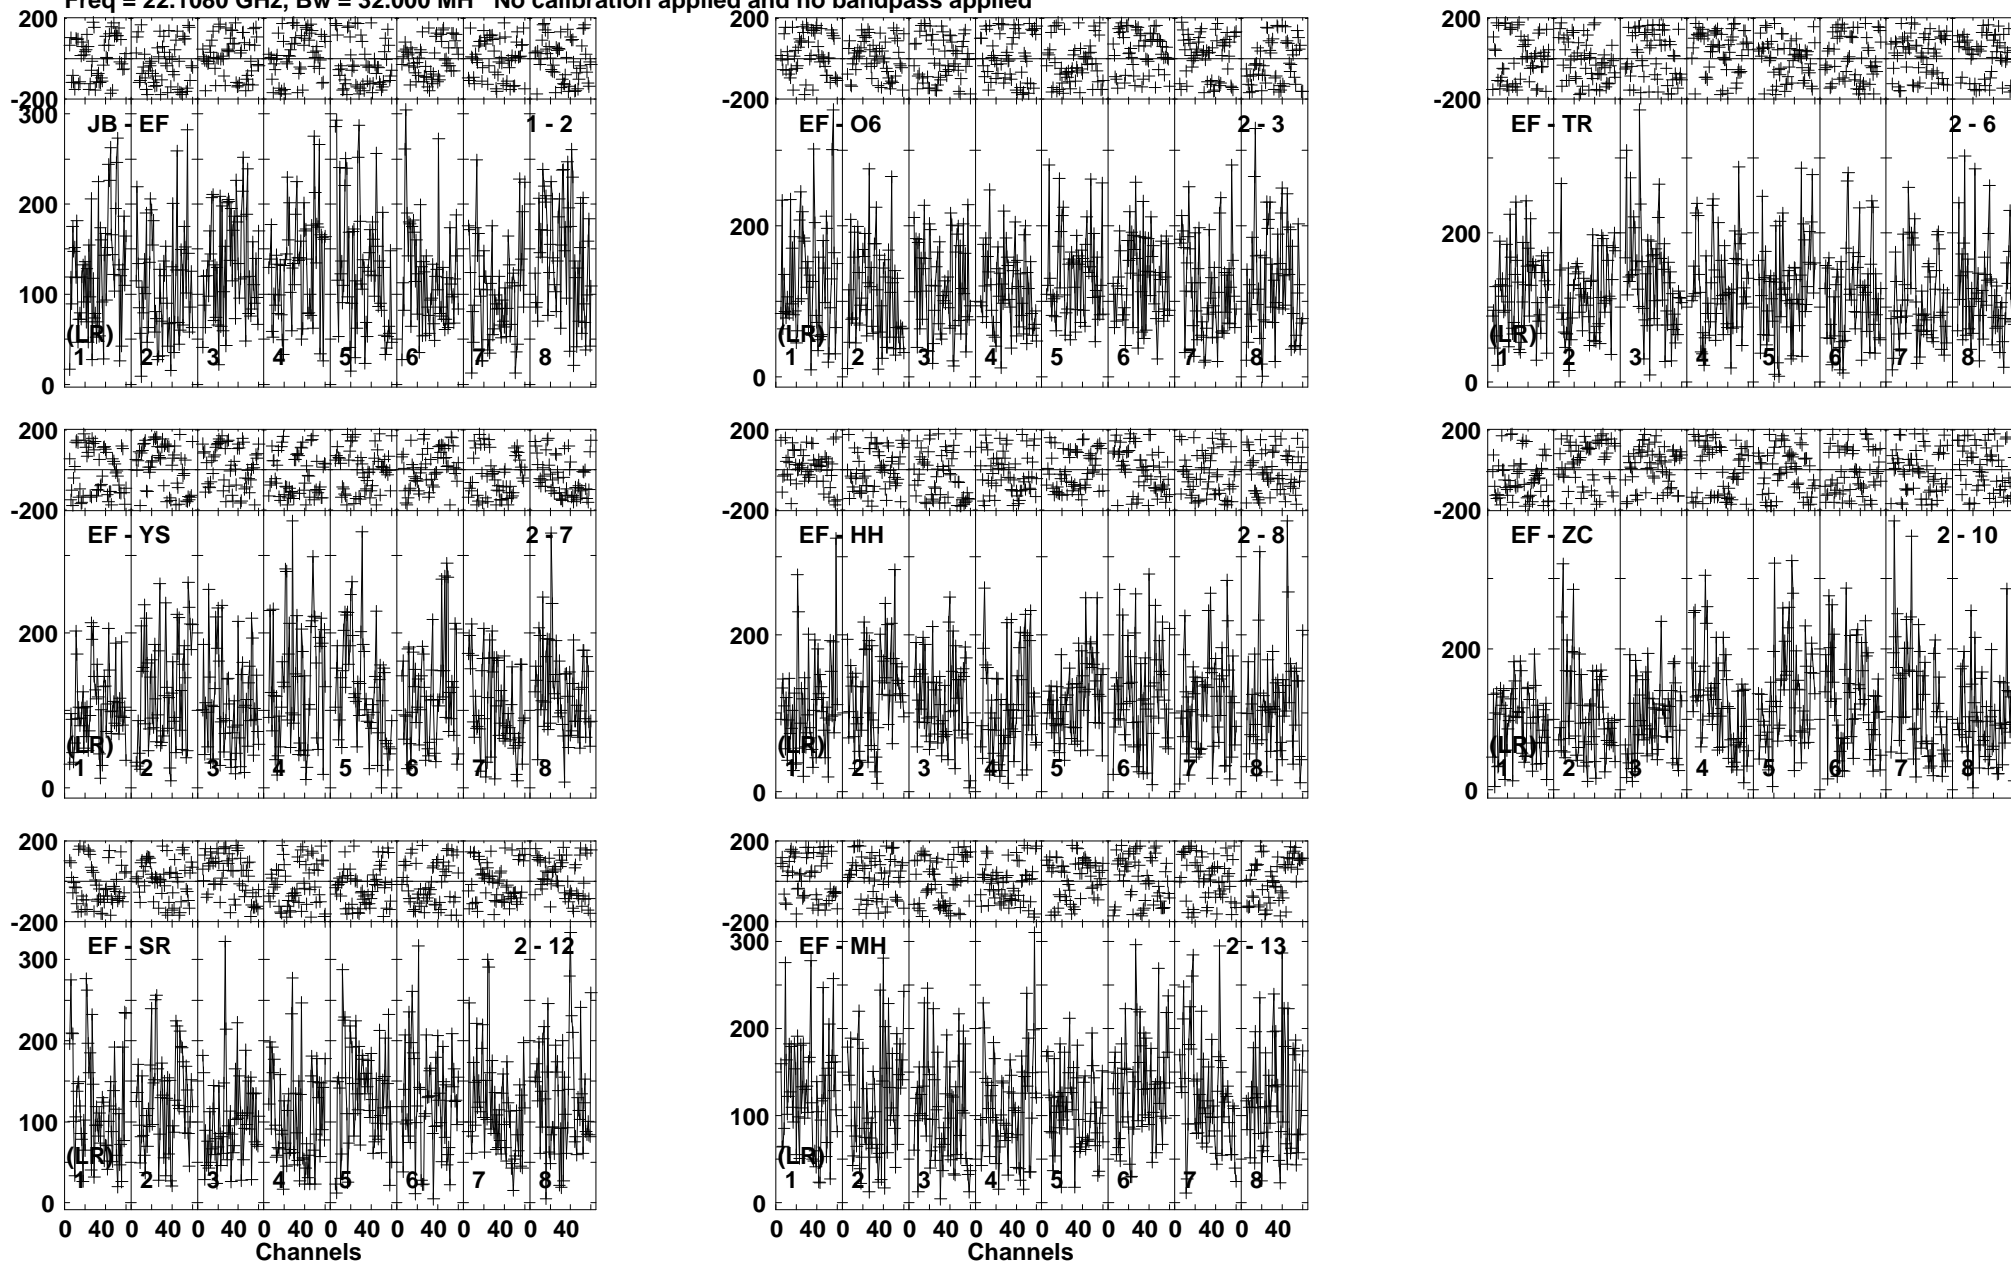 Freq = 22.1080 GHz, Bw = 32.000 MH No calibration applied and no bandpass applied
200 200 200
-200 -200 -200
300
JB - EF 1 - 2 EF - O6 2 - 3 EF - TR 2 - 6
200 200 200
100
(LR) (LR) (LR)
1 2 3 4 5 6 7 8 1 2 3 4 5 6 7 8 1 2 3 4 5 6 7 8
0 0 0
200 200 200
-200 -200 -200
EF - YS 2 - 7 EF - HH 2 - 8 EF - ZC 2 - 10
200 200 200
(LR) (LR) (LR)
1 2 3 4 5 6 7 8 1 2 3 4 5 6 7 8 1 2 3 4 5 6 7 8
0 0 0
200 200
-200 -200
EF - SR 2 - 12 EF - MH 2 - 13
300 300
200 200
100 100
(LR) (LR)
1 2 3 4 5 6 7 8 1 2 3 4 5 6 7 8
0 0
0 40 0 40 0 40 0 40 0 40 0 40 0 40 0 40 0 40 0 40 0 40 0 40 0 40 0 40 0 40 0 40
Channels Channels